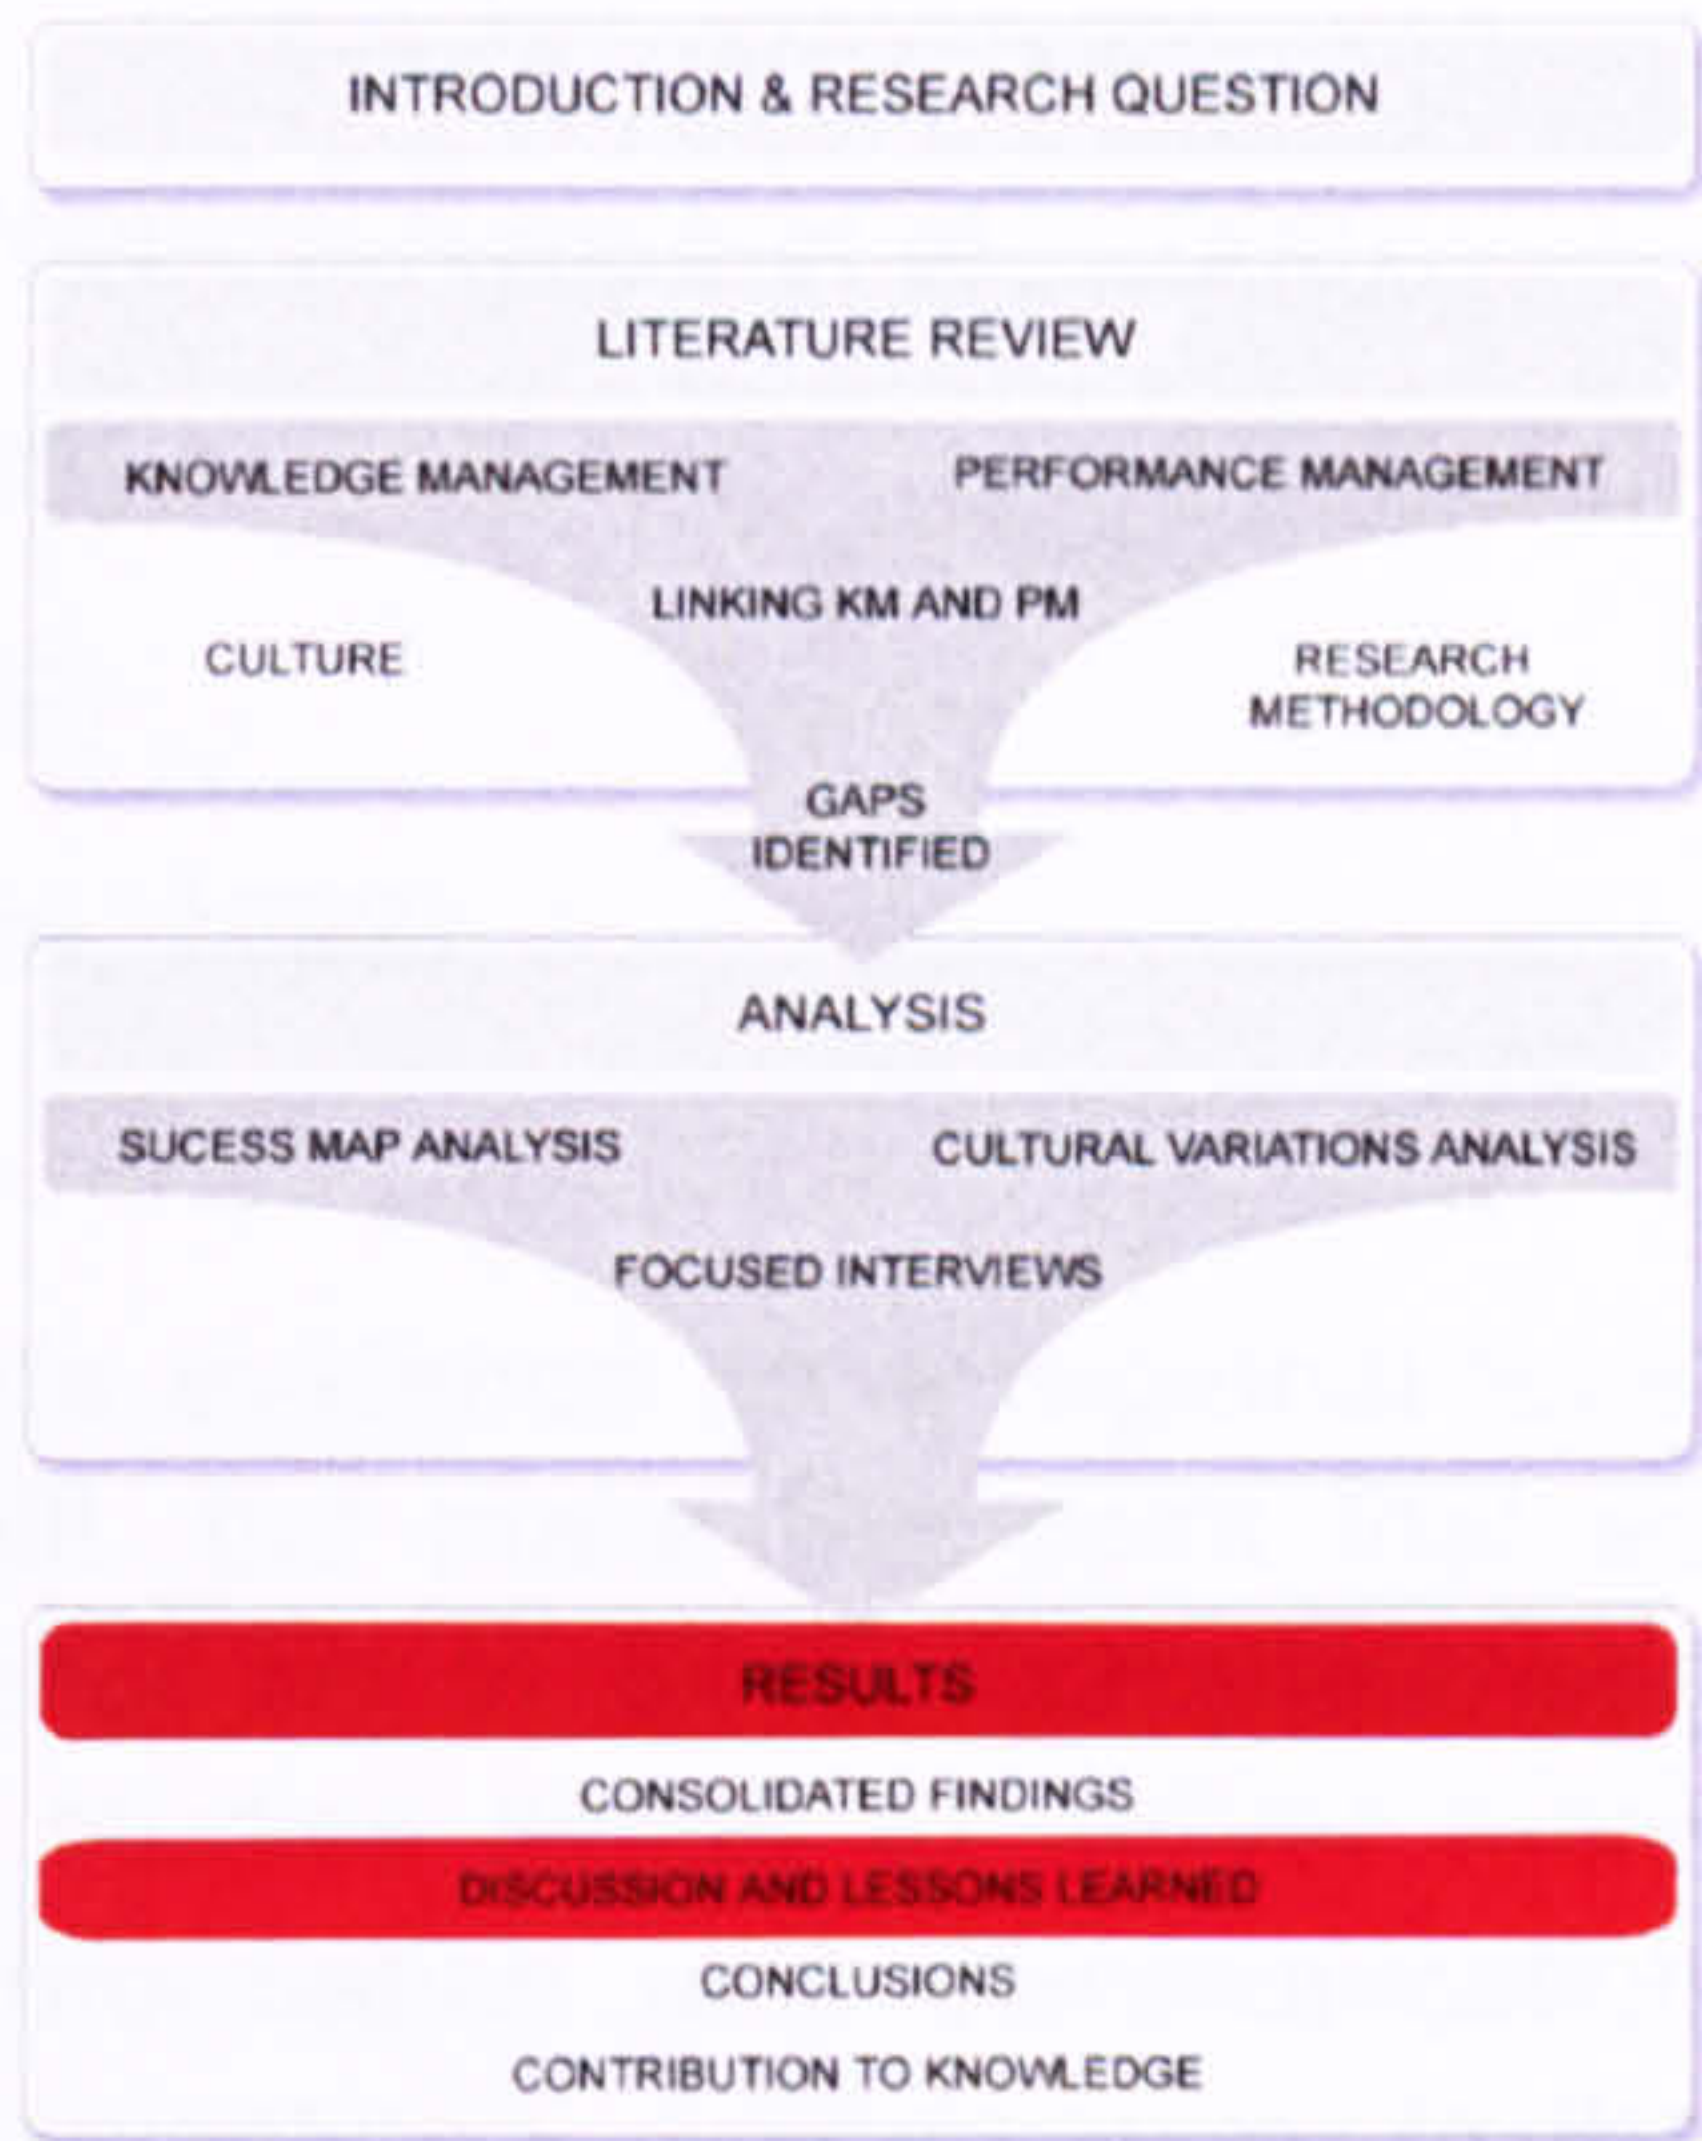 INTRODUCTION & RESEARCH QUESTION
LITERATURE REVIEW
KNOWLEDGE MANAGEMENT
PERFORMANCE MANAGEMENT
LINKING KM AND PM
CULTURE
RESEARCH
METHODOLOGY
GAPS
IDENTIFIED
ANALYSIS
SUCESS MAP ANALYSIS
CULTURAL VARIATIONS ANALYSIS
FOCUSED INTERVIEWS
RESULTS
CONSOLIDATED FINDINGS
DISCUSSION AND LESSONS LEARNED
CONCLUSIONS
CONTRIBUTION TO KNOWLEDGE